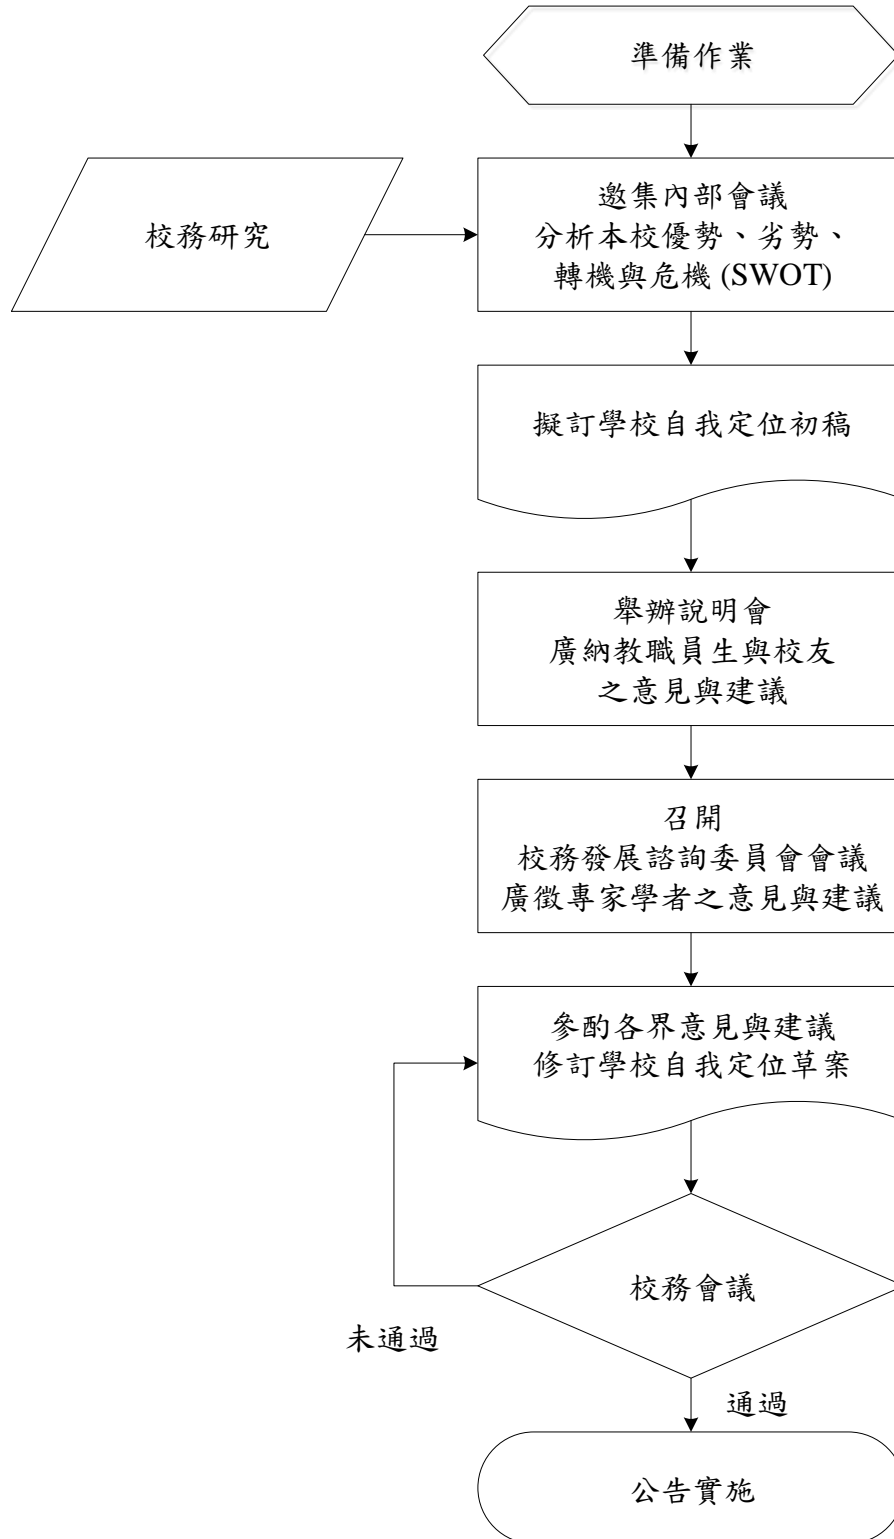 準備作業
校務研究
邀集內部會議
分析本校優勢、劣勢、
轉機與危機 (SWOT)
擬訂學校自我定位初稿
舉辦說明會
廣納教職員生與校友
之意見與建議
召開
校務發展諮詢委員會會議
廣徵專家學者之意見與建議
參酌各界意見與建議
修訂學校自我定位草案
校務會議
未通過
通過
公告實施